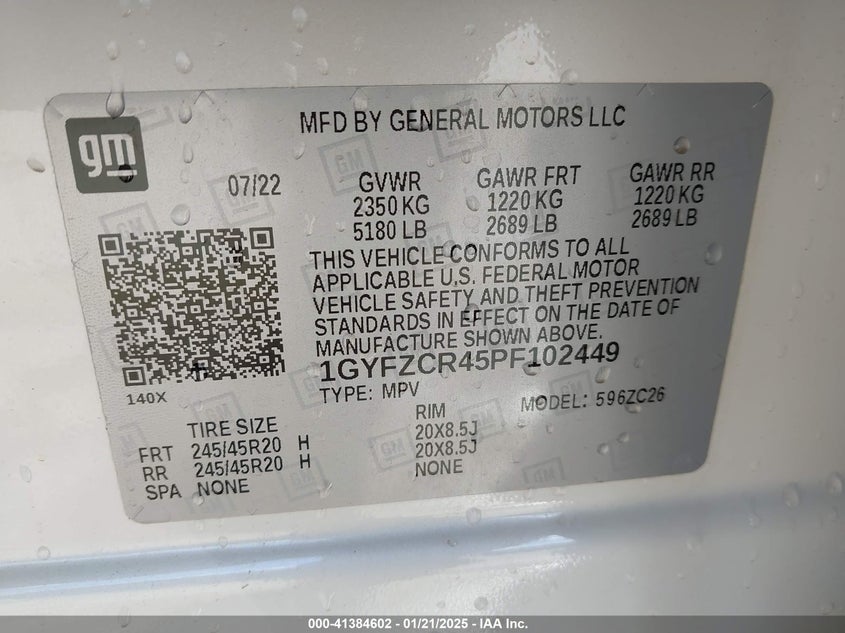 MFD BY GENERAL MOTORS LLC
gm
07/22
GVWR GAWR FRT GAWR RR
2350 KG 1220 KG 1220 KG
5180 LB 2689 LB 2689 LB
THIS VEHICLE CONFORMS TO ALL
APPLICABLE U.S. FEDERAL MOTOR
VEHICLE SAFETY AND THEFT PREVENTION
STANDARDS IN EFFECT ON THE DATE OF
MANUFACTURE SHOWN ABOVE.
1GYFZCR45PF102449
140X
TYPE: MPV MODEL: 596ZC26
TIRE SIZE RIM
FRT 245/45R20 H 20X8.5J
RR 245/45R20 H 20X8.5J
SPA NONE NONE
000-41384602 — 01/21/2025 — IAA Inc.